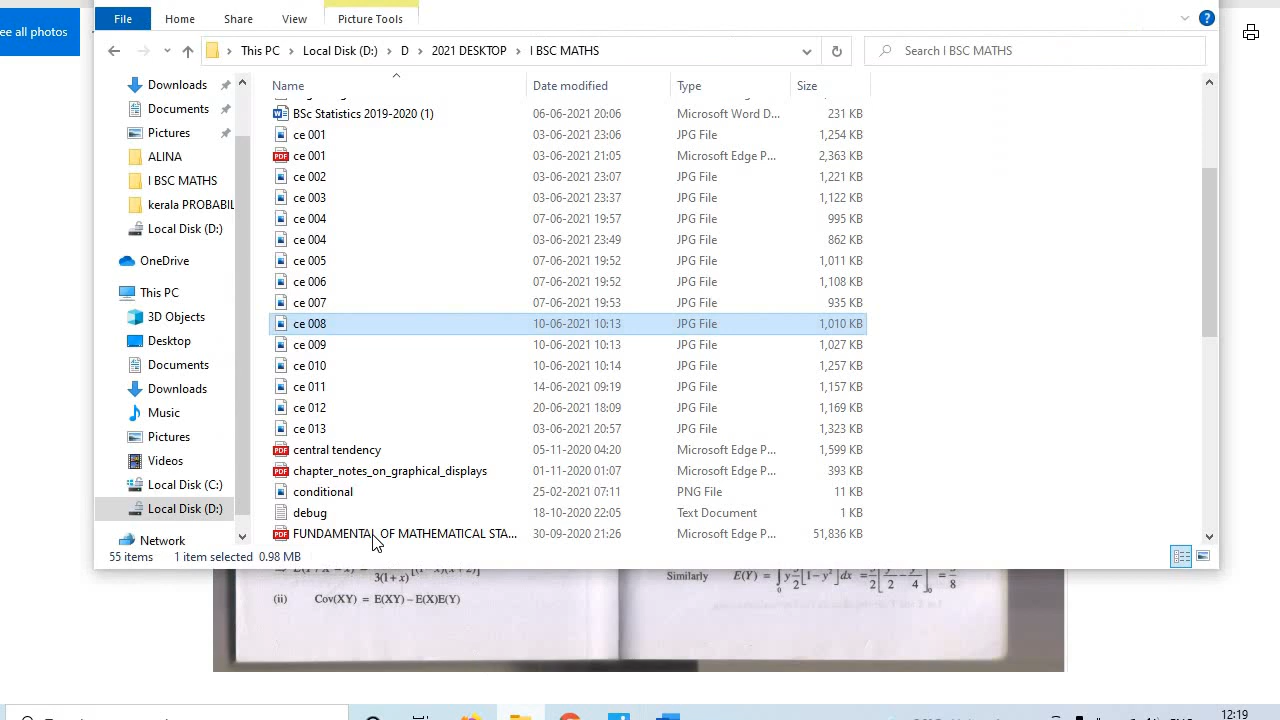 ee all photos
File Home Share View Picture Tools
This PC Local Disk (D:) D 2021 DESKTOP I BSC MATHS
Search I BSC MATHS
Name Date modified Type Size
Downloads
Documents
Pictures
ALINA
I BSC MATHS
kerala PROBABIL
Local Disk (D:)
OneDrive
This PC
3D Objects
Desktop
Documents
Downloads
Music
Pictures
Videos
Local Disk (C:)
Local Disk (D:)
Network
BSc Statistics 2019-2020 (1) 06-06-2021 20:06 Microsoft Word D... 231 KB
ce 001 03-06-2021 23:06 JPG File 1,254 KB
PDF ce 001 03-06-2021 21:05 Microsoft Edge P... 2,363 KB
ce 002 03-06-2021 23:07 JPG File 1,221 KB
ce 003 03-06-2021 23:37 JPG File 1,122 KB
ce 004 07-06-2021 19:57 JPG File 995 KB
ce 004 03-06-2021 23:49 JPG File 862 KB
ce 005 07-06-2021 19:52 JPG File 1,011 KB
ce 006 07-06-2021 19:52 JPG File 1,108 KB
ce 007 07-06-2021 19:53 JPG File 935 KB
ce 008 10-06-2021 10:13 JPG File 1,010 KB
ce 009 10-06-2021 10:13 JPG File 1,027 KB
ce 010 10-06-2021 10:14 JPG File 1,257 KB
ce 011 14-06-2021 09:19 JPG File 1,157 KB
ce 012 20-06-2021 18:09 JPG File 1,169 KB
ce 013 03-06-2021 20:57 JPG File 1,323 KB
PDF central tendency 05-11-2020 04:20 Microsoft Edge P... 1,599 KB
PDF chapter_notes_on_graphical_displays 01-11-2020 01:07 Microsoft Edge P... 393 KB
conditional 25-02-2021 07:11 PNG File 11 KB
debug 18-10-2020 22:05 Text Document 1 KB
PDF FUNDAMENTAL OF MATHEMATICAL STA... 30-09-2020 21:26 Microsoft Edge P... 51,836 KB
55 items 1 item selected 0.98 MB
3(1+x)
(ii) Cov(XY) = E(XY) – E(X)E(Y)
Similarly E(Y) =
12:19